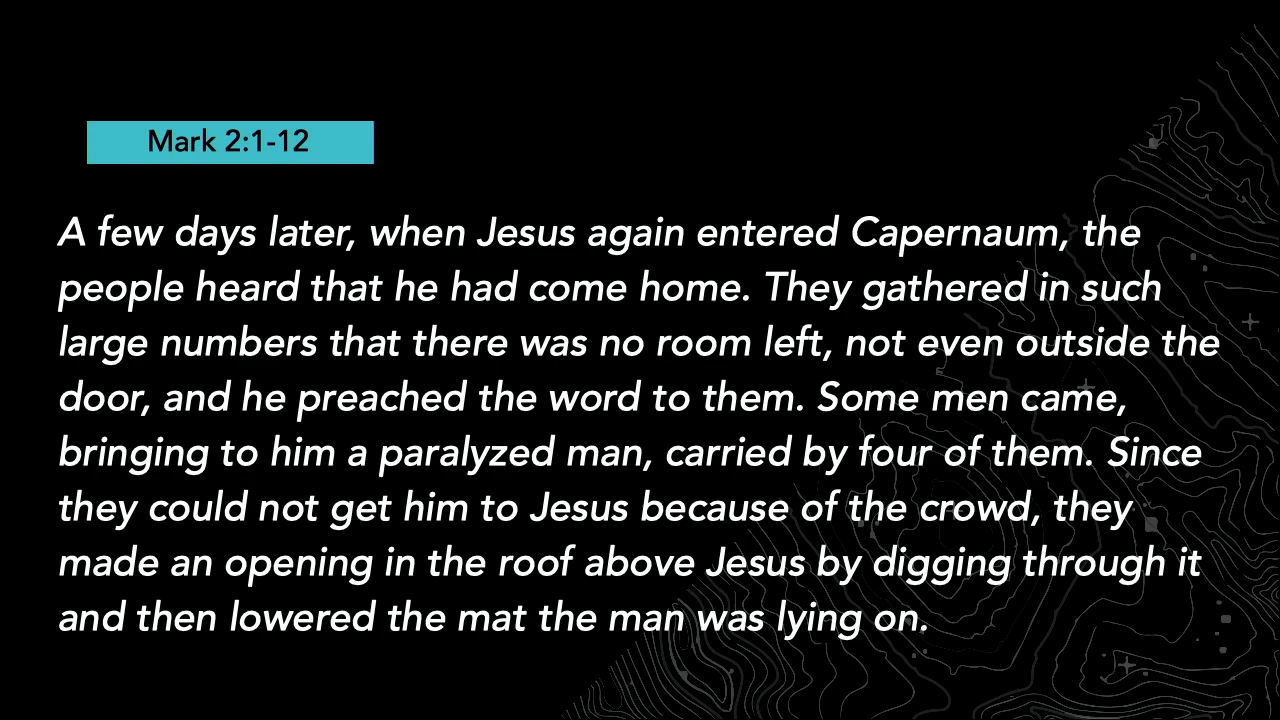 Mark 2:1-12
A few days later, when Jesus again entered Capernaum, the
people heard that he had come home. They gathered in such
large numbers that there was no room left, not even outside the
door, and he preached the word to them. Some men came,
bringing to him a paralyzed man, carried by four of them. Since
they could not get him to Jesus because of the crowd, they
made an opening in the roof above Jesus by digging through it
and then lowered the mat the man was lying on.